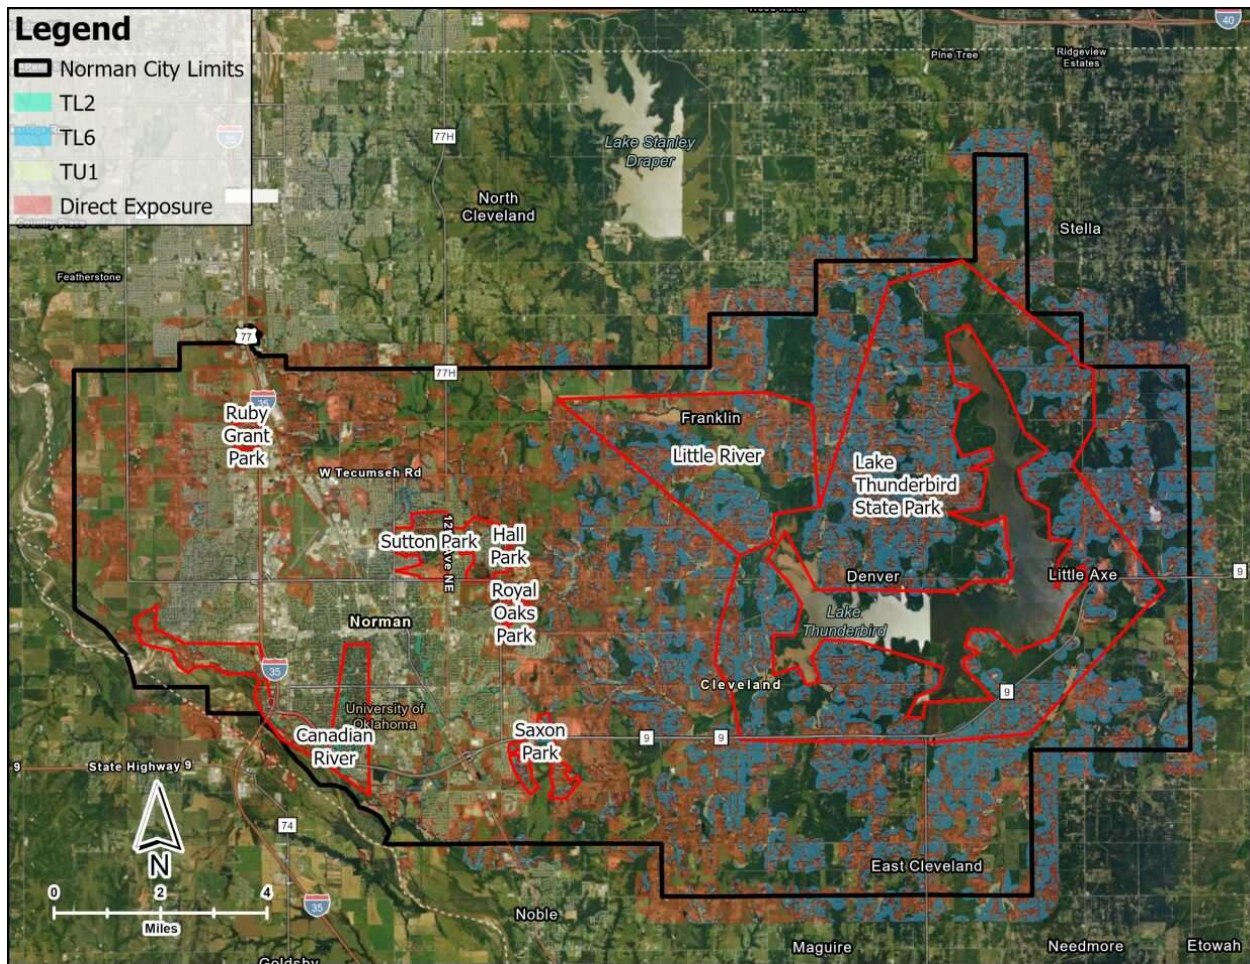 Legend
Norman City Limits
TL2
TL6
TU1
Direct Exposure
40
Pine Tree
Ridgeview
Estates
35
77H
Lake Stanley
Draper
North
Cleveland
Stella
Featherstone
77
77H
35
Ruby
Grant
Park
Franklin
Little River
W Tecumseh Rd
Lake
Thunderbird
State Park
Sutton Park
Hall
Park
Ave NE
Royal
Oaks
Park
Denver
Little Axe
9
Norman
Lake
Thunderbird
35
Cleveland
9
University of
Oklahoma
Canadian
River
Saxon
Park
9
9
9
State Highway 9
74
N
East Cleveland
0 2 4
Miles
35
Noble
Maguire
Needmore
Etowah
Goldsby